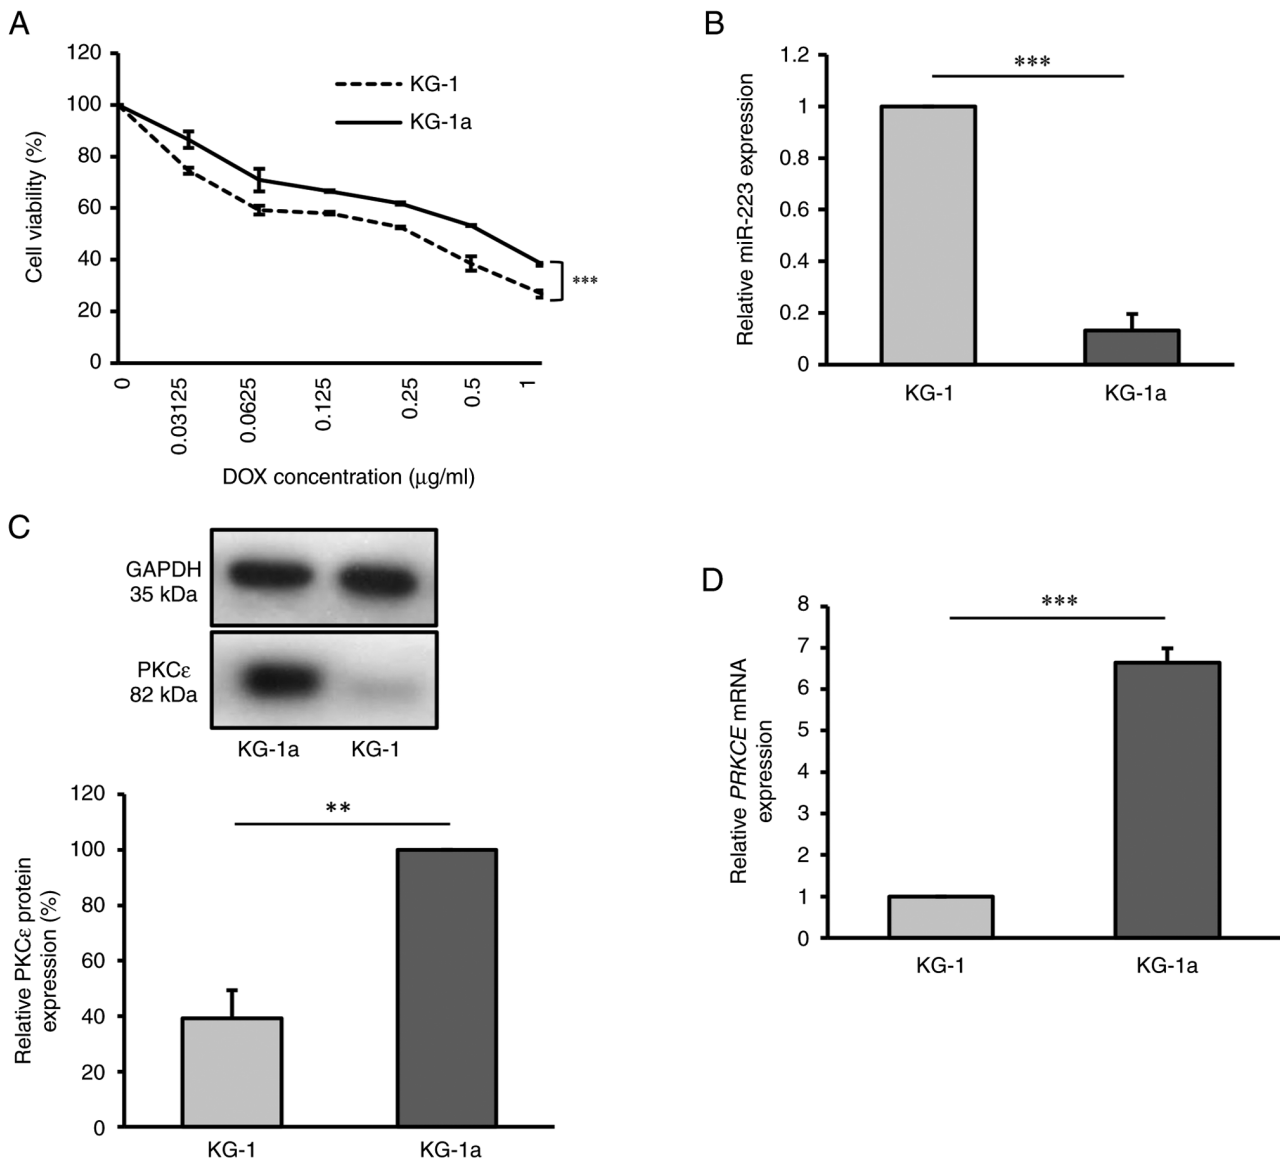 A
120
100
80
60
40
20
0
Cell viability (%)
KG-1
KG-1a
***
0
0.03125
0.0625
0.125
0.25
0.5
1
DOX concentration (µg/ml)
B
1.2
1
0.8
0.6
0.4
0.2
0
Relative miR-223 expression
***
KG-1
KG-1a
C
GAPDH
35 kDa
PKCε
82 kDa
KG-1a
KG-1
120
100
80
60
40
20
0
Relative PKCε protein
expression (%)
**
KG-1
KG-1a
D
8
7
6
5
4
3
2
1
0
Relative PRKCE mRNA
expression
***
KG-1
KG-1a